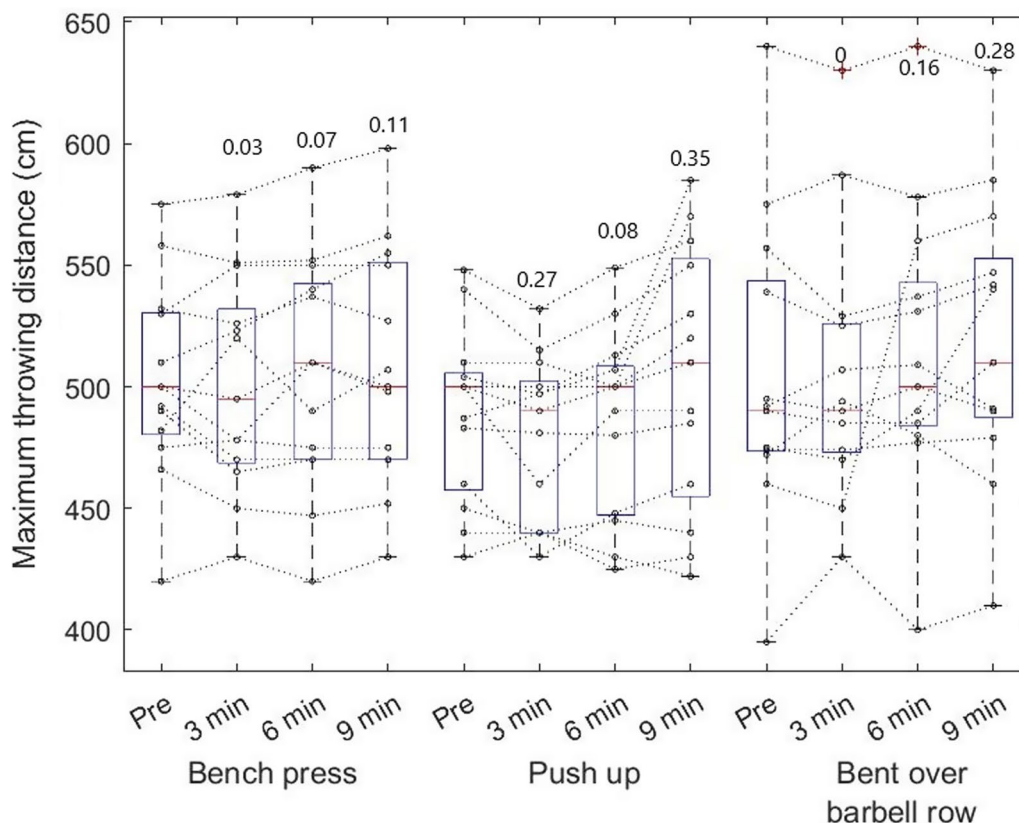 Maximum throwing distance (cm)
650
600
550
500
450
400
0.03
0.07
0.11
0.27
0.08
0.35
0
0.16
0.28
Pre
3 min
6 min
9 min
Pre
3 min
6 min
9 min
Pre
3 min
6 min
9 min
Bench press
Push up
Bent over
barbell row